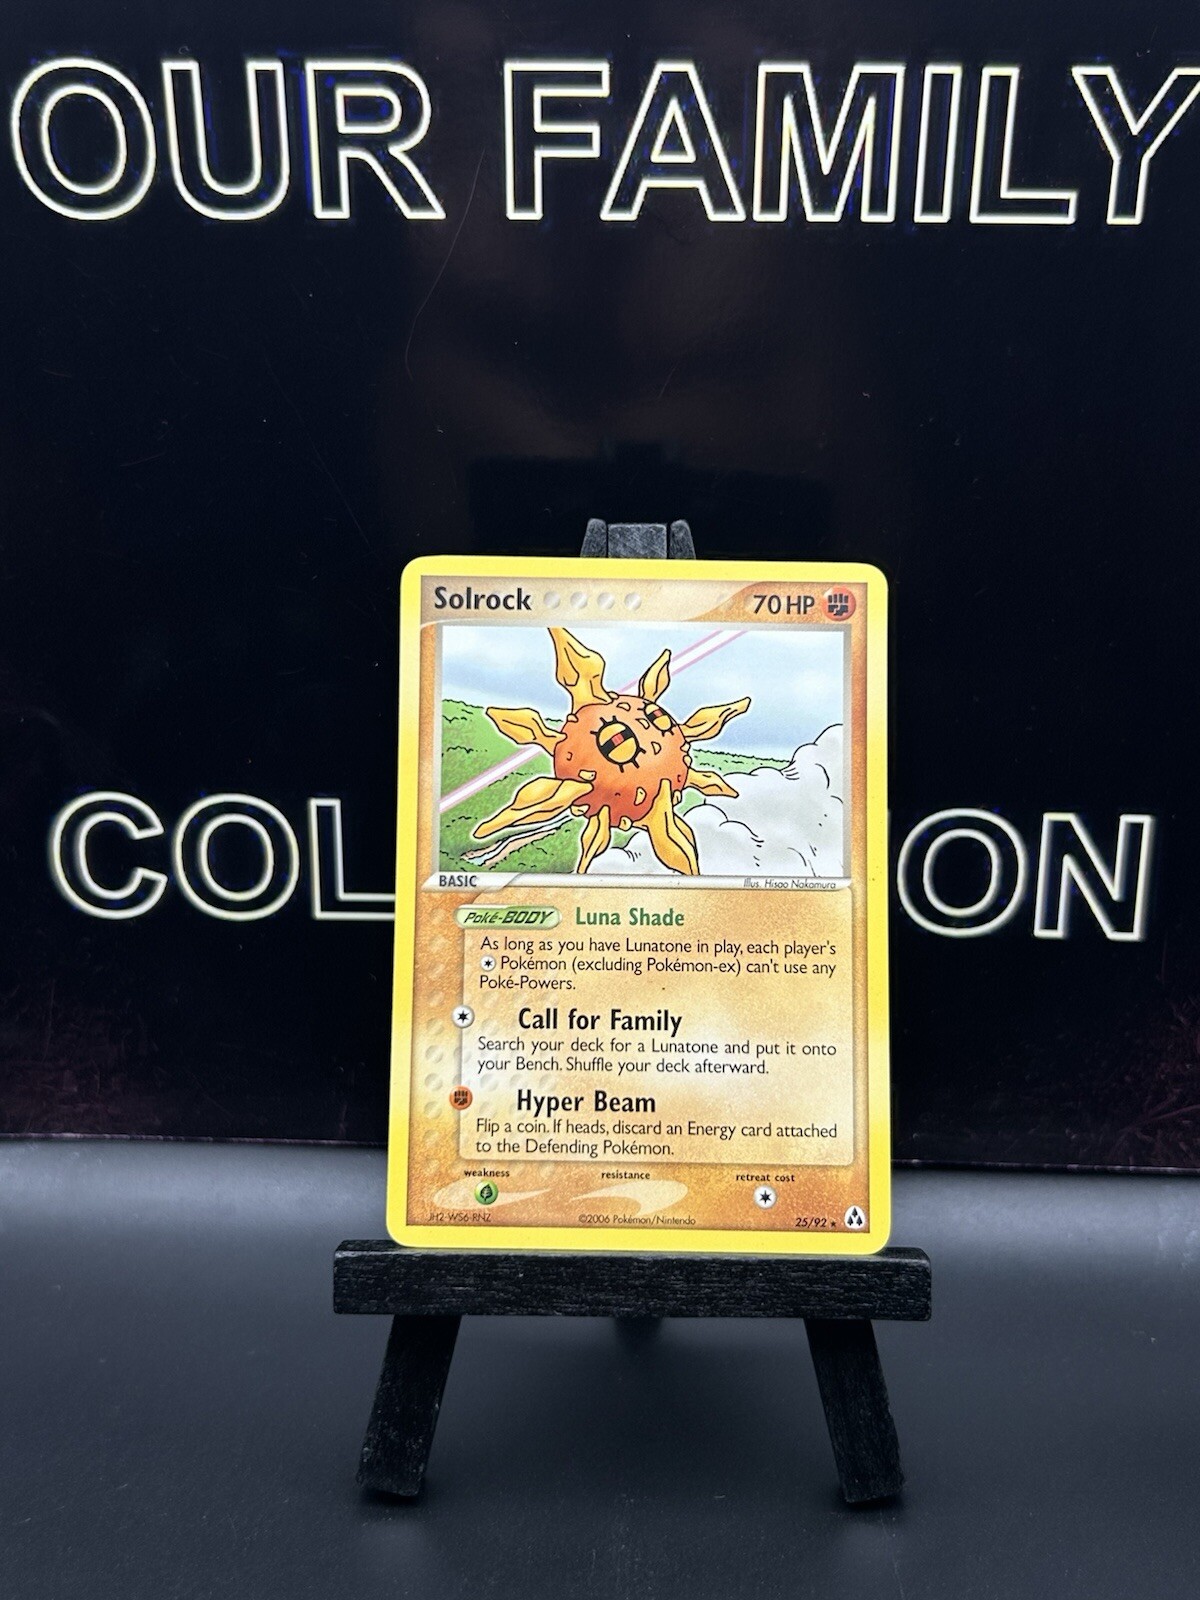 OUR FAMILY
COL ON
Solrock
70 HP
BASIC
Illus. Hisao Nakamura
Poké-BODY Luna Shade
As long as you have Lunatone in play, each player's
Pokémon (excluding Pokémon-ex) can't use any
Poké-Powers.
Call for Family
Search your deck for a Lunatone and put it onto
your Bench. Shuffle your deck afterward.
Hyper Beam
Flip a coin. If heads, discard an Energy card attached
to the Defending Pokémon.
weakness resistance retreat cost
JH2-WS6-RNZ ©2006 Pokémon/Nintendo 25/92 ★